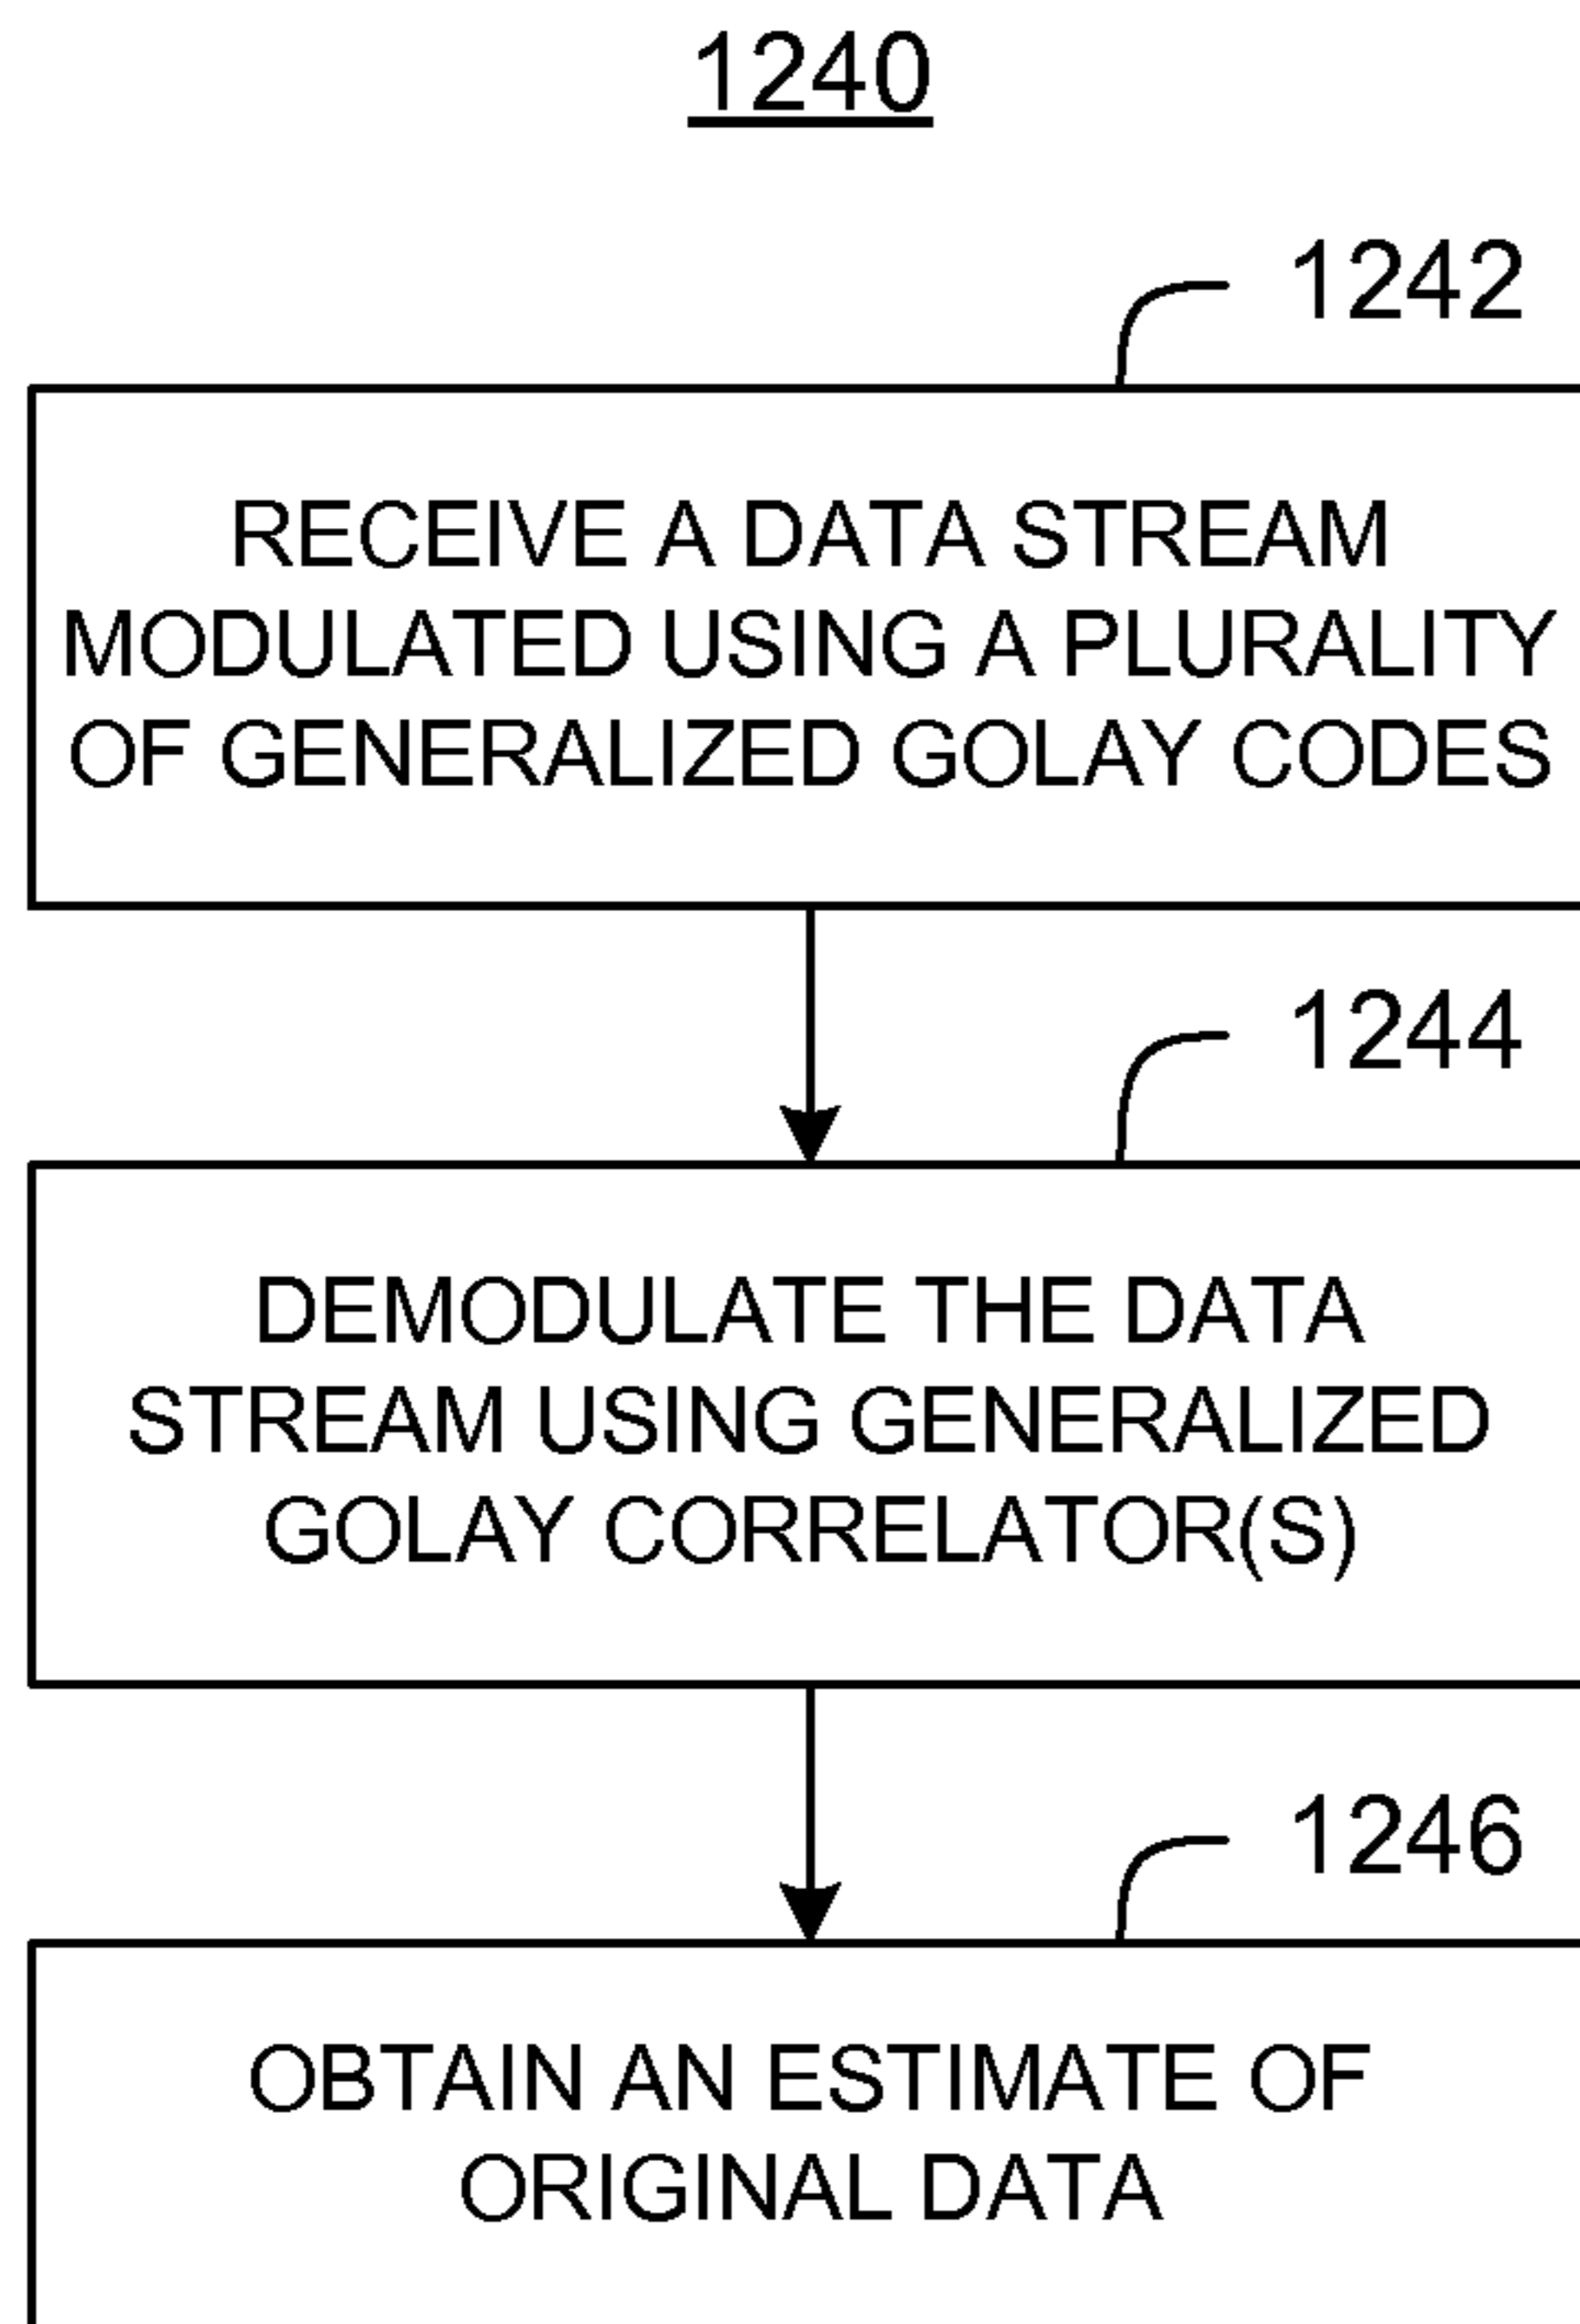 1240
1242
RECEIVE A DATA STREAM
MODULATED USING A PLURALITY
OF GENERALIZED GOLAY CODES
1244
DEMODULATE THE DATA
STREAM USING GENERALIZED
GOLAY CORRELATOR(S)
1246
OBTAIN AN ESTIMATE OF
ORIGINAL DATA